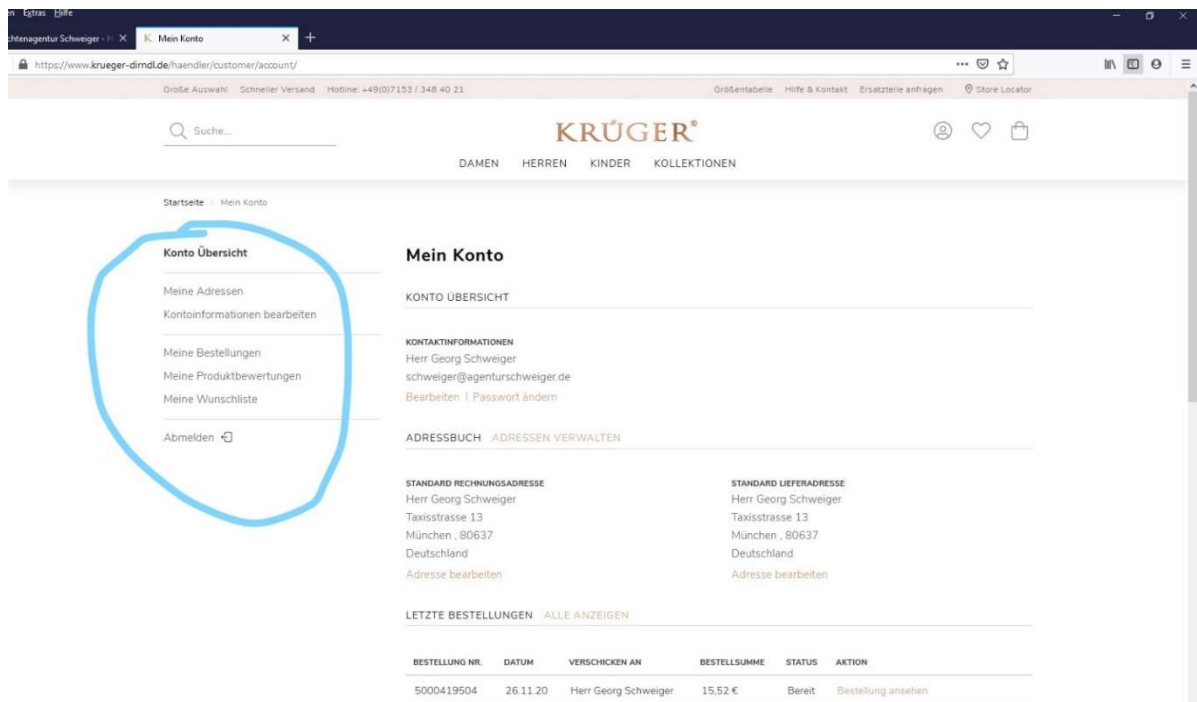 en Extras Hilfe
chtenagentur Schweiger - H
K. Mein Konto
https://www.krueger-dirndl.de/haendler/customer/account/
Große Auswahl Schneller Versand Hotline: +49(0)7153 / 348 40 21 Größentabelle Hilfe & Kontakt Ersatzteile anfragen Store Locator
Suche...
KRÜGER®
DAMEN HERREN KINDER KOLLEKTIONEN
Startseite Mein Konto
Konto Übersicht
Meine Adressen
Kontoinformationen bearbeiten
Meine Bestellungen
Meine Produktbewertungen
Meine Wunschliste
Abmelden
Mein Konto
KONTO ÜBERSICHT
KONTAKTINFORMATIONEN
Herr Georg Schweiger
schweiger@agenturschweiger.de
Bearbeiten | Passwort ändern
ADRESSBUCH ADRESSEN VERWALTEN
STANDARD RECHNUNGSADRESSE
Herr Georg Schweiger
Taxisstrasse 13
München , 80637
Deutschland
Adresse bearbeiten
STANDARD LIEFERADRESSE
Herr Georg Schweiger
Taxisstrasse 13
München , 80637
Deutschland
Adresse bearbeiten
LETZTE BESTELLUNGEN ALLE ANZEIGEN
BESTELLUNG NR. DATUM VERSCHICKEN AN BESTELLSUMME STATUS AKTION
5000419504 26.11.20 Herr Georg Schweiger 15,52 € Bereit Bestellung ansehen